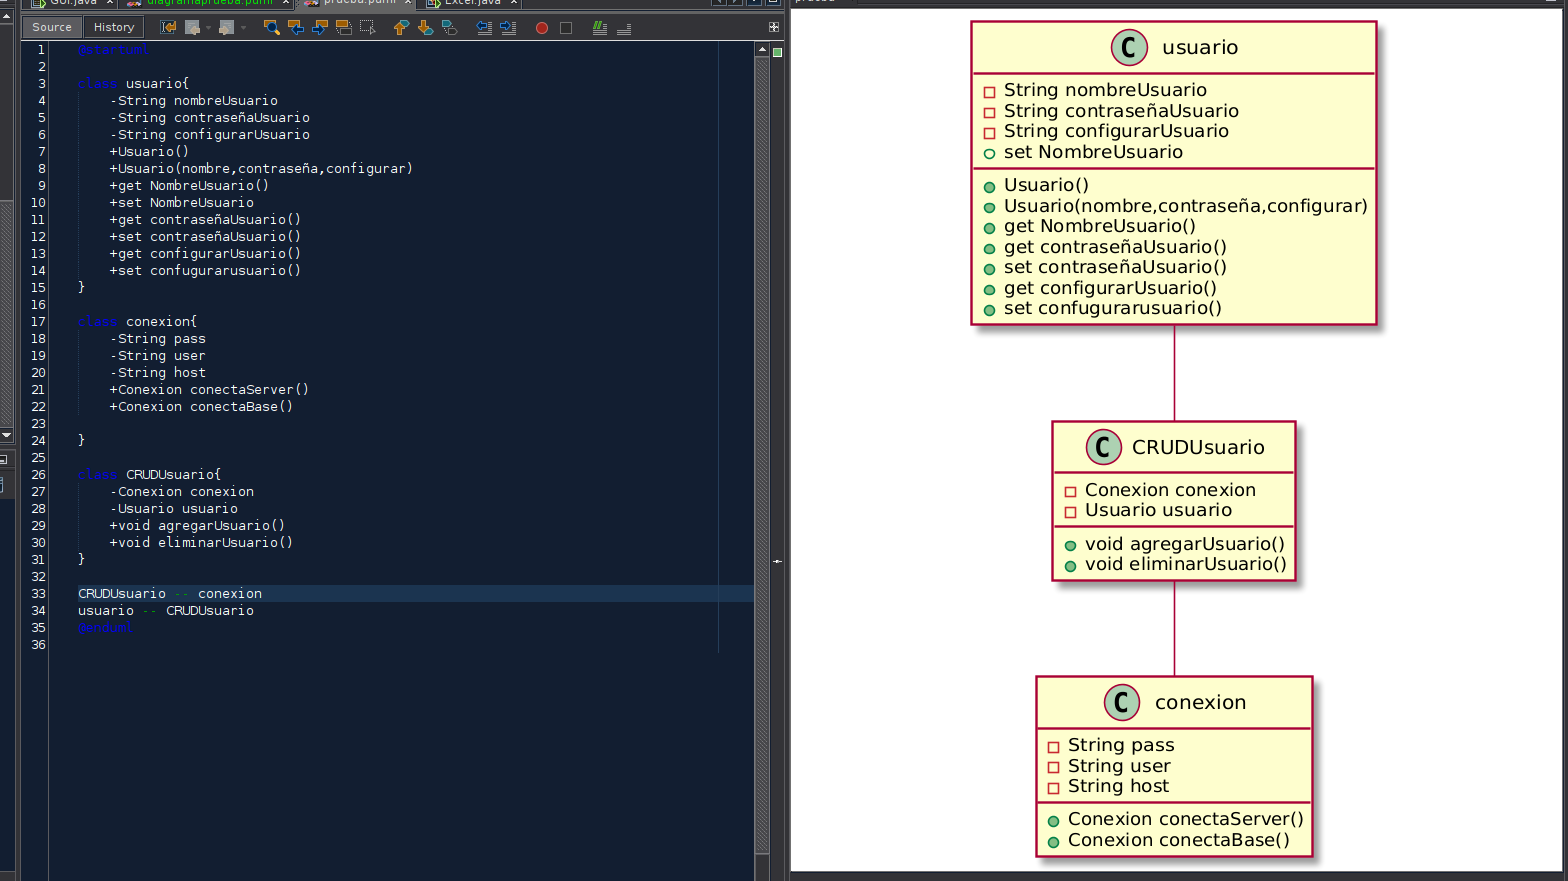 GUI.java
diagramaprueba.puml
prueba.puml
Exter.java
prueba
Source
History
1 @startuml
2
3 class usuario{
4 -String nombreUsuario
5 -String contraseñaUsuario
6 -String configurarUsuario
7 +Usuario()
8 +Usuario(nombre,contraseña,configurar)
9 +get NombreUsuario()
10 +set NombreUsuario
11 +get contraseñaUsuario()
12 +set contraseñaUsuario()
13 +get configurarUsuario()
14 +set confugurarusuario()
15 }
16
17 class conexion{
18 -String pass
19 -String user
20 -String host
21 +Conexion conectaServer()
22 +Conexion conectaBase()
23
24 }
25
26 class CRUDUsuario{
27 -Conexion conexion
28 -Usuario usuario
29 +void agregarUsuario()
30 +void eliminarUsuario()
31 }
32
33 CRUDUsuario -- conexion
34 usuario -- CRUDUsuario
35 @enduml
36
C usuario
String nombreUsuario
String contraseñaUsuario
String configurarUsuario
set NombreUsuario
Usuario()
Usuario(nombre,contraseña,configurar)
get NombreUsuario()
get contraseñaUsuario()
set contraseñaUsuario()
get configurarUsuario()
set confugurarusuario()
C CRUDUsuario
Conexion conexion
Usuario usuario
void agregarUsuario()
void eliminarUsuario()
C conexion
String pass
String user
String host
Conexion conectaServer()
Conexion conectaBase()